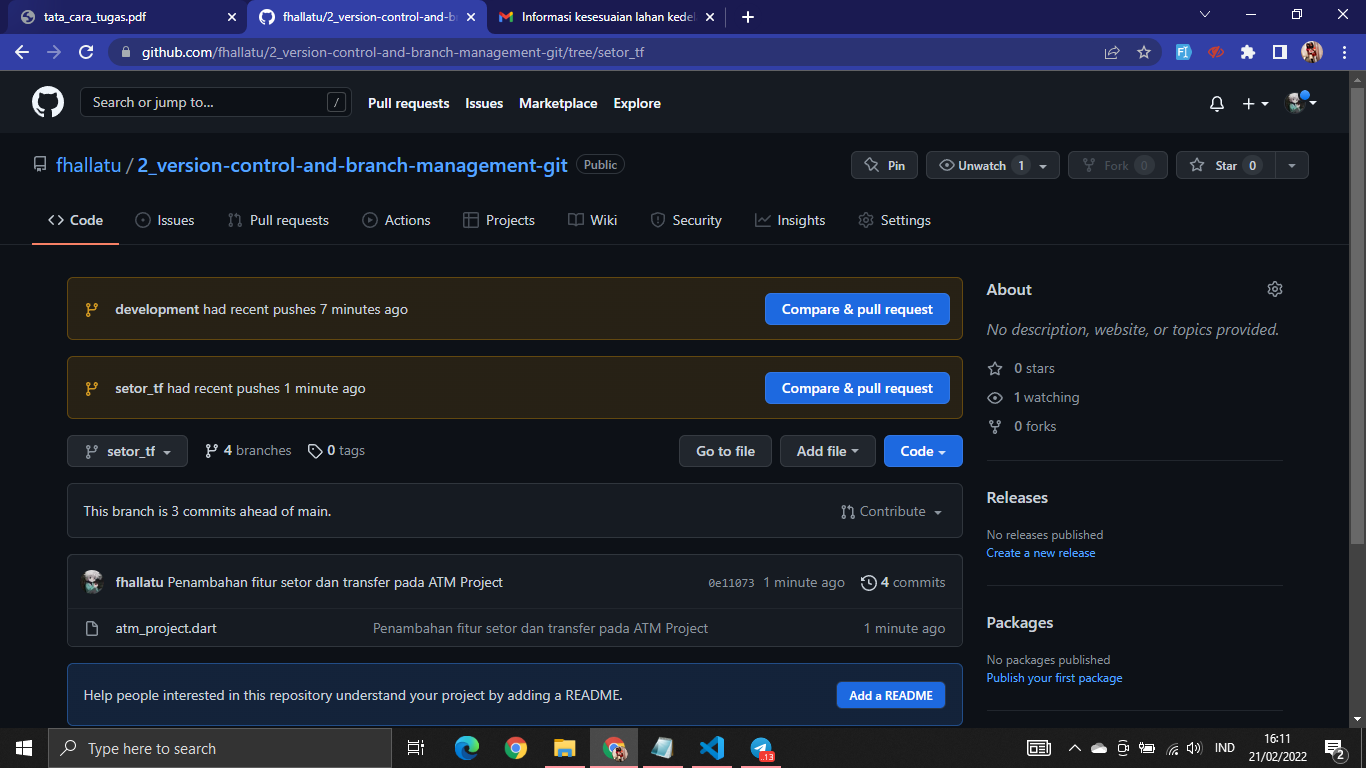 tata_cara_tugas.pdf
fhallatu/2_version-control-and-b
Informasi kesesuaian lahan kedel
github.com/fhallatu/2_version-control-and-branch-management-git/tree/setor_tf
Search or jump to... /
Pull requests Issues Marketplace Explore
fhallatu / 2_version-control-and-branch-management-git Public
Pin Unwatch 1 Fork 0 Star 0
Code Issues Pull requests Actions Projects Wiki Security Insights Settings
development had recent pushes 7 minutes ago Compare & pull request
setor_tf had recent pushes 1 minute ago Compare & pull request
setor_tf 4 branches 0 tags Go to file Add file Code
This branch is 3 commits ahead of main. Contribute
fhallatu Penambahan fitur setor dan transfer pada ATM Project 0e11073 1 minute ago 4 commits
atm_project.dart Penambahan fitur setor dan transfer pada ATM Project 1 minute ago
Help people interested in this repository understand your project by adding a README. Add a README
About
No description, website, or topics provided.
0 stars
1 watching
0 forks
Releases
No releases published
Create a new release
Packages
No packages published
Publish your first package
Type here to search
.13
IND
16:11
21/02/2022
2